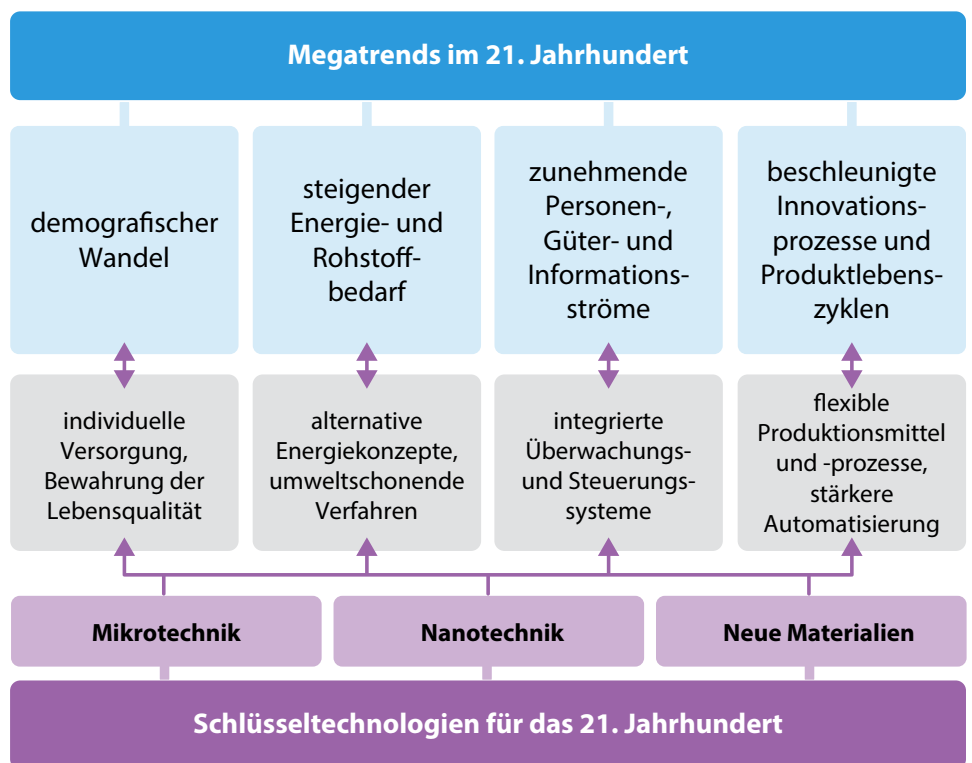 Megatrends im 21. Jahrhundert
demografischer
Wandel
steigender
Energie- und
Rohstoff-
bedarf
zunehmende
Personen-,
Güter- und
Informations-
ströme
beschleunigte
Innovations-
prozesse und
Produktlebens-
zyklen
individuelle
Versorgung,
Bewahrung der
Lebensqualität
alternative
Energiekonzepte,
umweltschonende
Verfahren
integrierte
Überwachungs-
und Steuerungs-
systeme
flexible
Produktionsmittel
und -prozesse,
stärkere
Automatisierung
Mikrotechnik
Nanotechnik
Neue Materialien
Schlüsseltechnologien für das 21. Jahrhundert